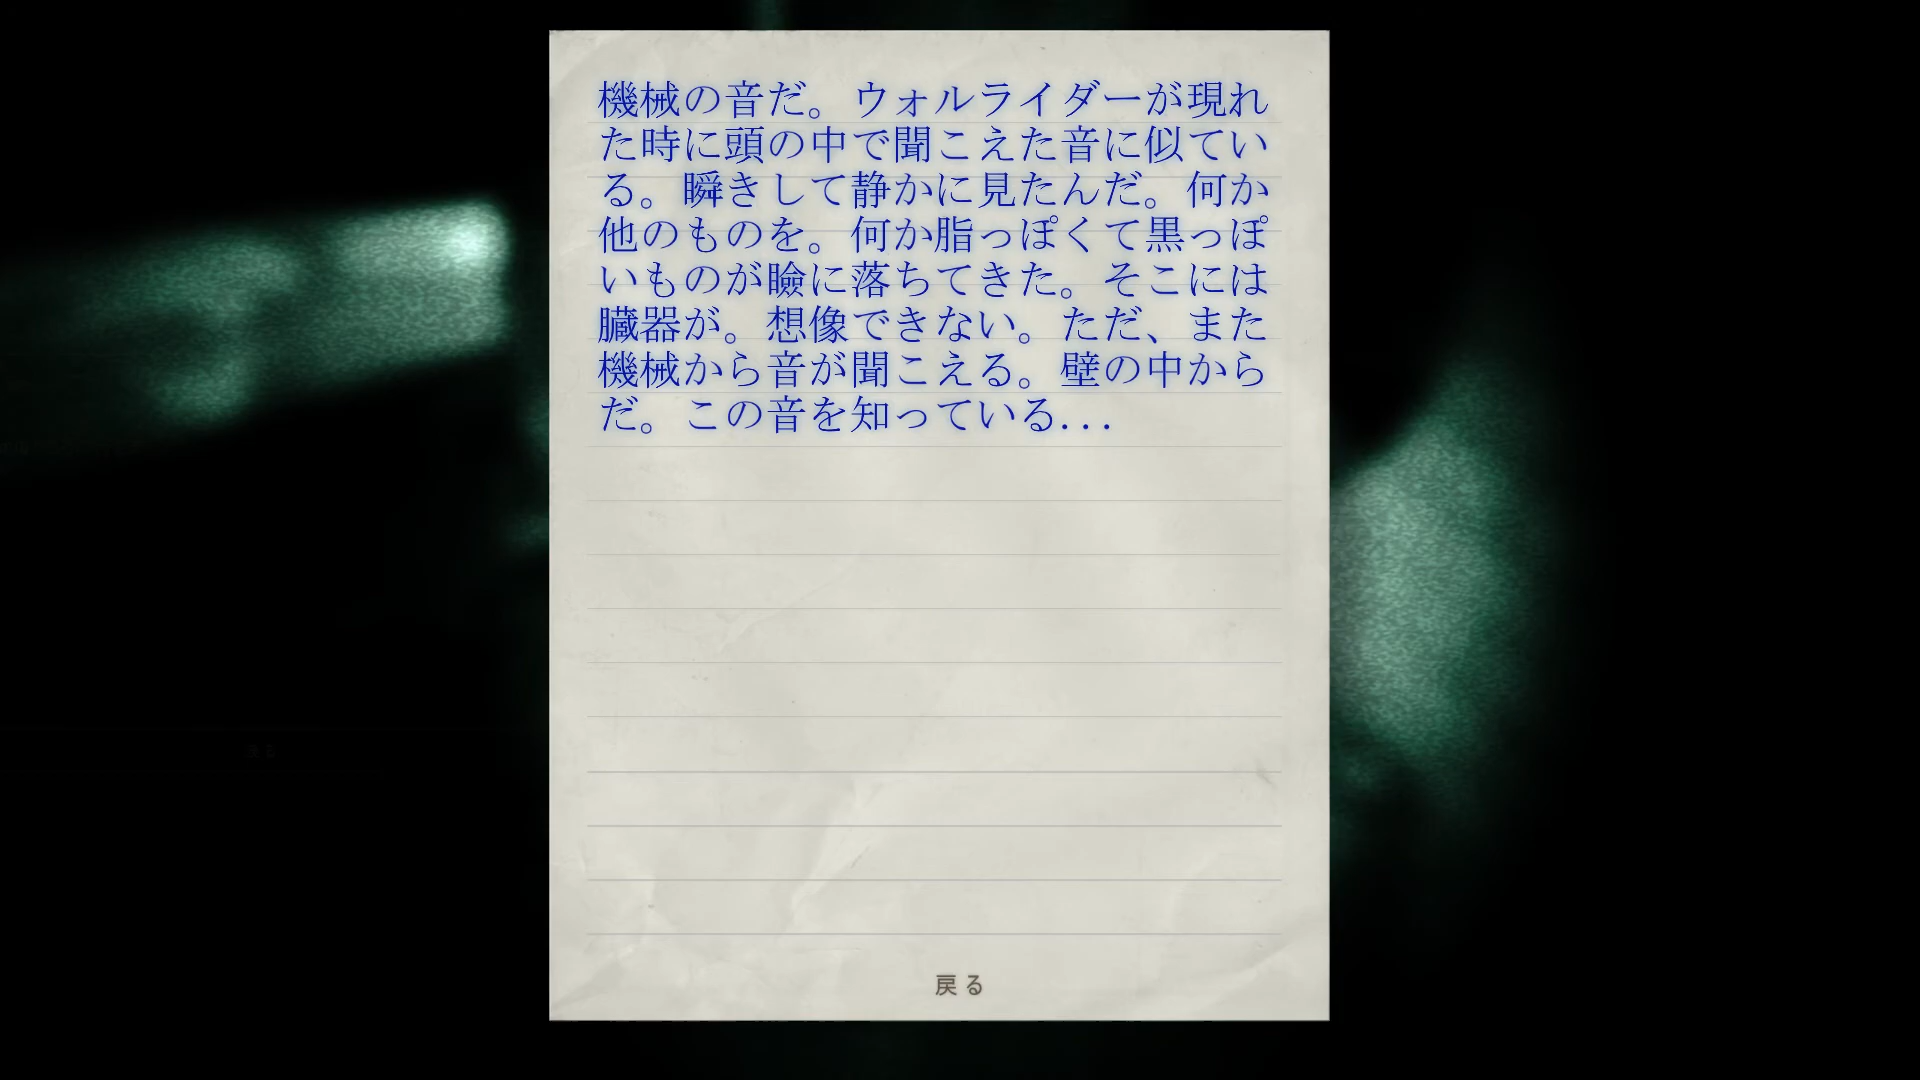 機械の音だ。ウォルライダーが現れ
た時に頭の中で聞こえた音に似てい
る。瞬きして静かに見たんだ。何か
他のものを。何か脂っぽくて黒っぽ
いものが瞼に落ちてきた。そこには
臓器が。想像できない。ただ、また
機械から音が聞こえる。壁の中から
だ。この音を知っている...
戻る